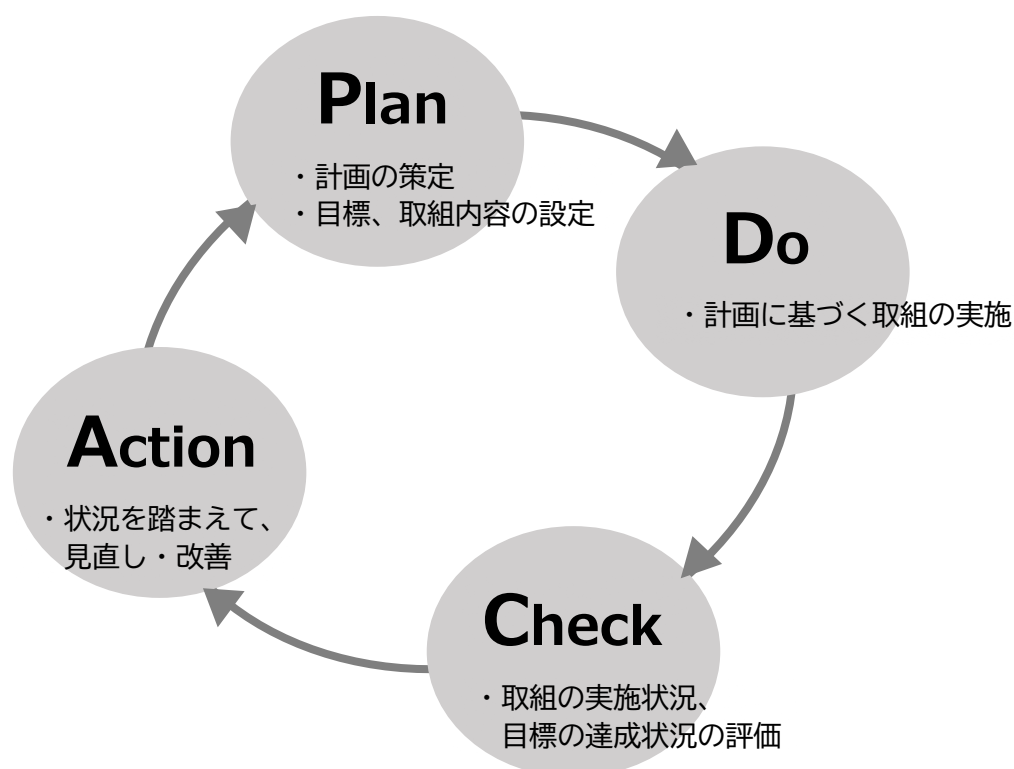 Plan
・計画の策定
・目標、取組内容の設定
Do
・計画に基づく取組の実施
Check
・取組の実施状況、
目標の達成状況の評価
Action
・状況を踏まえて、
見直し・改善